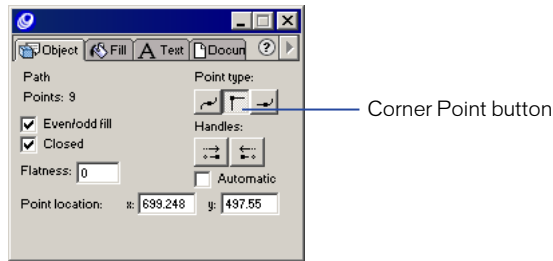 Object Fill A Text Docun ?
Path
Points: 9
Even/odd fill
Closed
Flatness: 0
Point type:
Handles:
Automatic
Point location: x: 699.248 y: 497.55
Corner Point button